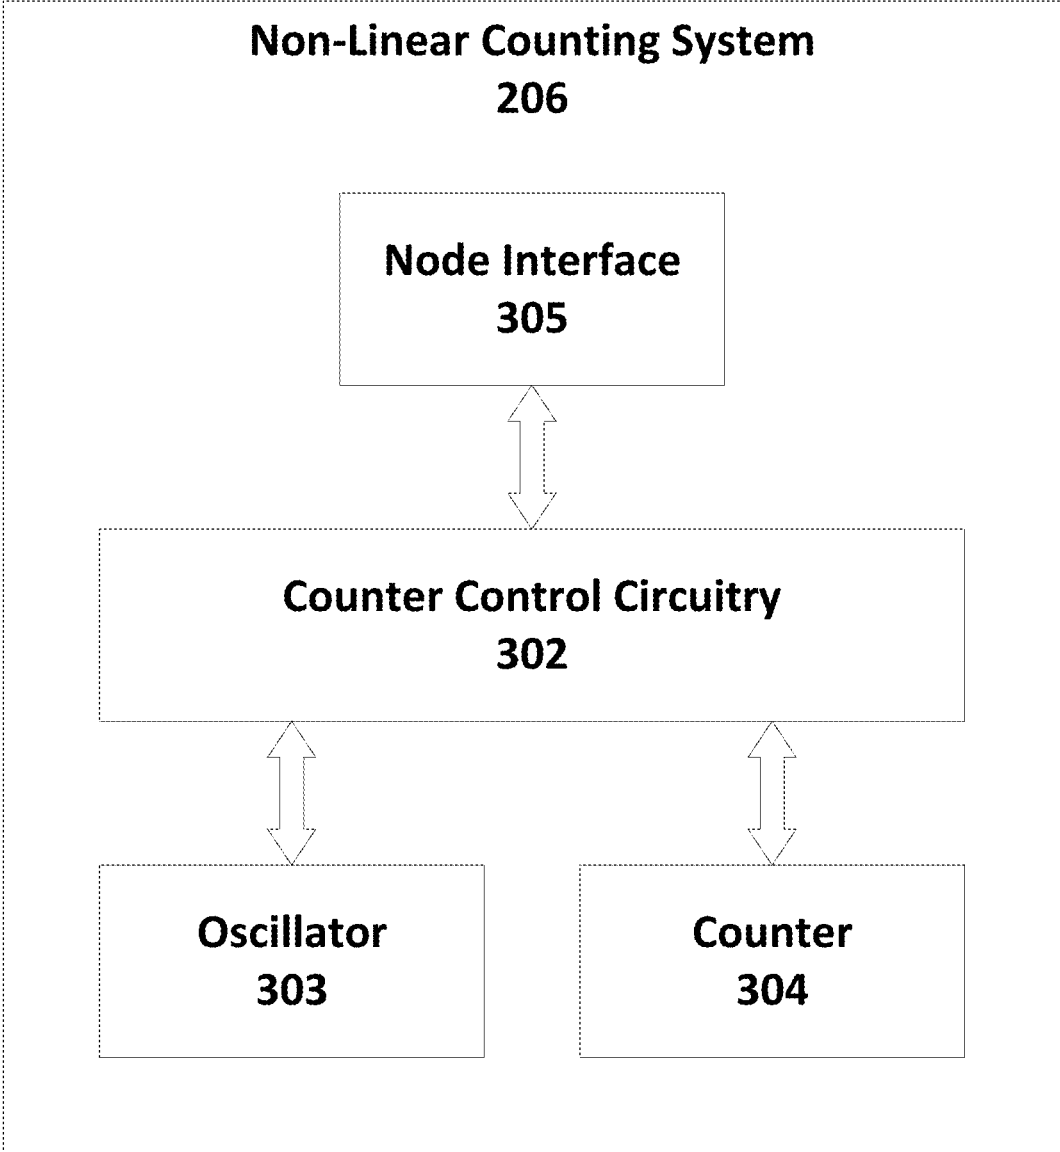 Non-Linear Counting System
206
Node Interface
305
Counter Control Circuitry
302
Oscillator
303
Counter
304